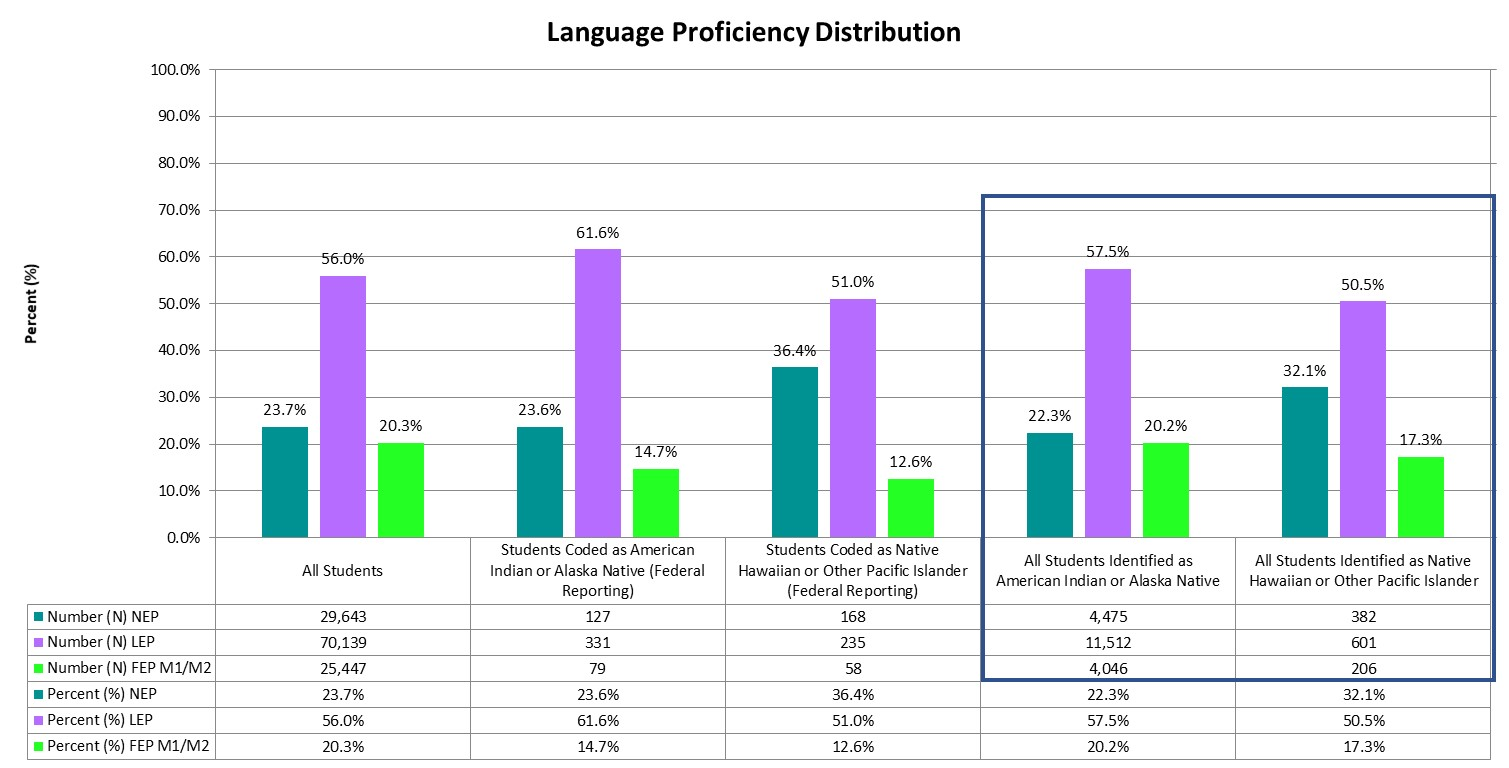 Language Proficiency Distribution
100.0%
90.0%
80.0%
70.0%
60.0%
50.0%
40.0%
30.0%
20.0%
10.0%
0.0%
Percent (%)
23.7%
56.0%
20.3%
23.6%
61.6%
14.7%
36.4%
51.0%
12.6%
22.3%
57.5%
20.2%
32.1%
50.5%
17.3%
All Students
Students Coded as American
Indian or Alaska Native (Federal
Reporting)
Students Coded as Native
Hawaiian or Other Pacific Islander
(Federal Reporting)
All Students Identified as
American Indian or Alaska Native
All Students Identified as Native
Hawaiian or Other Pacific Islander
Number (N) NEP 29,643 127 168 4,475 382
Number (N) LEP 70,139 331 235 11,512 601
Number (N) FEP M1/M2 25,447 79 58 4,046 206
Percent (%) NEP 23.7% 23.6% 36.4% 22.3% 32.1%
Percent (%) LEP 56.0% 61.6% 51.0% 57.5% 50.5%
Percent (%) FEP M1/M2 20.3% 14.7% 12.6% 20.2% 17.3%